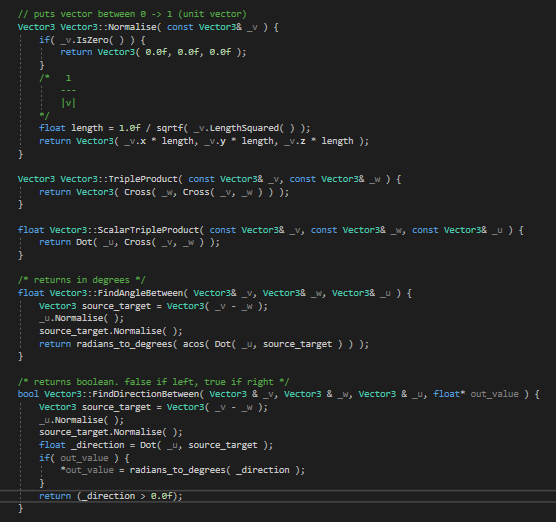 // puts vector between 0 -> 1 (unit vector)
Vector3 Vector3::Normalise( const Vector3& _v ) {
if( _v.IsZero( ) ) {
return Vector3( 0.0f, 0.0f, 0.0f );
}
/* 1
---
|v|
*/
float length = 1.0f / sqrtf( _v.LengthSquared( ) );
return Vector3( _v.x * length, _v.y * length, _v.z * length );
}
Vector3 Vector3::TripleProduct( const Vector3& _v, const Vector3& _w ) {
return Vector3( Cross( _w, Cross( _v, _w ) ) );
}
float Vector3::ScalarTripleProduct( const Vector3& _v, const Vector3& _w, const Vector3& _u ) {
return Dot( _u, Cross( _v, _w ) );
}
/* returns in degrees */
float Vector3::FindAngleBetween( Vector3& _v, Vector3& _w, Vector3& _u ) {
Vector3 source_target = Vector3( _v - _w );
_u.Normalise( );
source_target.Normalise( );
return radians_to_degrees( acos( Dot( _u, source_target ) ) );
}
/* returns boolean. false if left, true if right */
bool Vector3::FindDirectionBetween( Vector3 & _v, Vector3 & _w, Vector3 & _u, float* out_value ) {
Vector3 source_target = Vector3( _v - _w );
_u.Normalise( );
source_target.Normalise( );
float _direction = Dot( _u, source_target );
if( out_value ) {
*out_value = radians_to_degrees( _direction );
}
return (_direction > 0.0f);
}